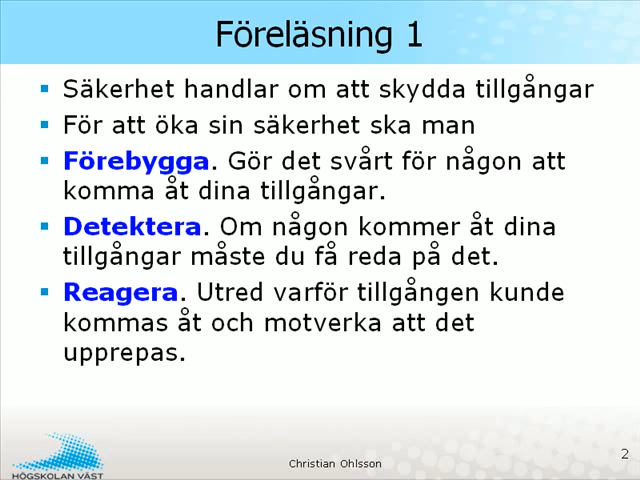 Föreläsning 1
Säkerhet handlar om att skydda tillgångar
För att öka sin säkerhet ska man
Förebygga. Gör det svårt för någon att
komma åt dina tillgångar.
Detektera. Om någon kommer åt dina
tillgångar måste du få reda på det.
Reagera. Utred varför tillgången kunde
kommas åt och motverka att det
upprepas.
HÖGSKOLAN VÄST
Christian Ohlsson
2